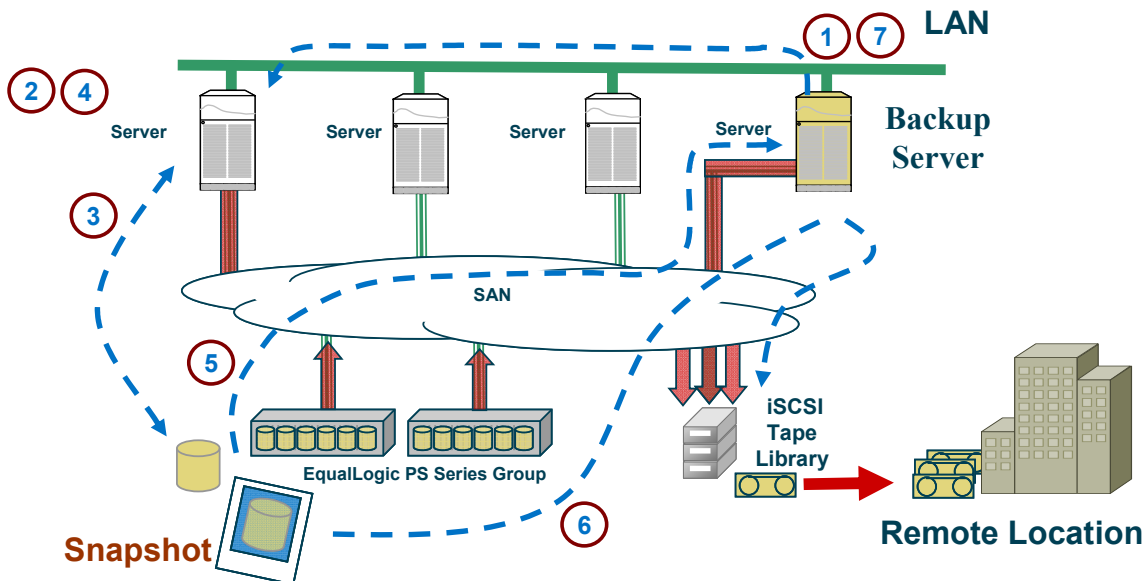 1
7
LAN
2
4
Server
Server
Server
Server
Backup
Server
3
SAN
5
iSCSI
Tape
Library
EqualLogic PS Series Group
6
Snapshot
Remote Location